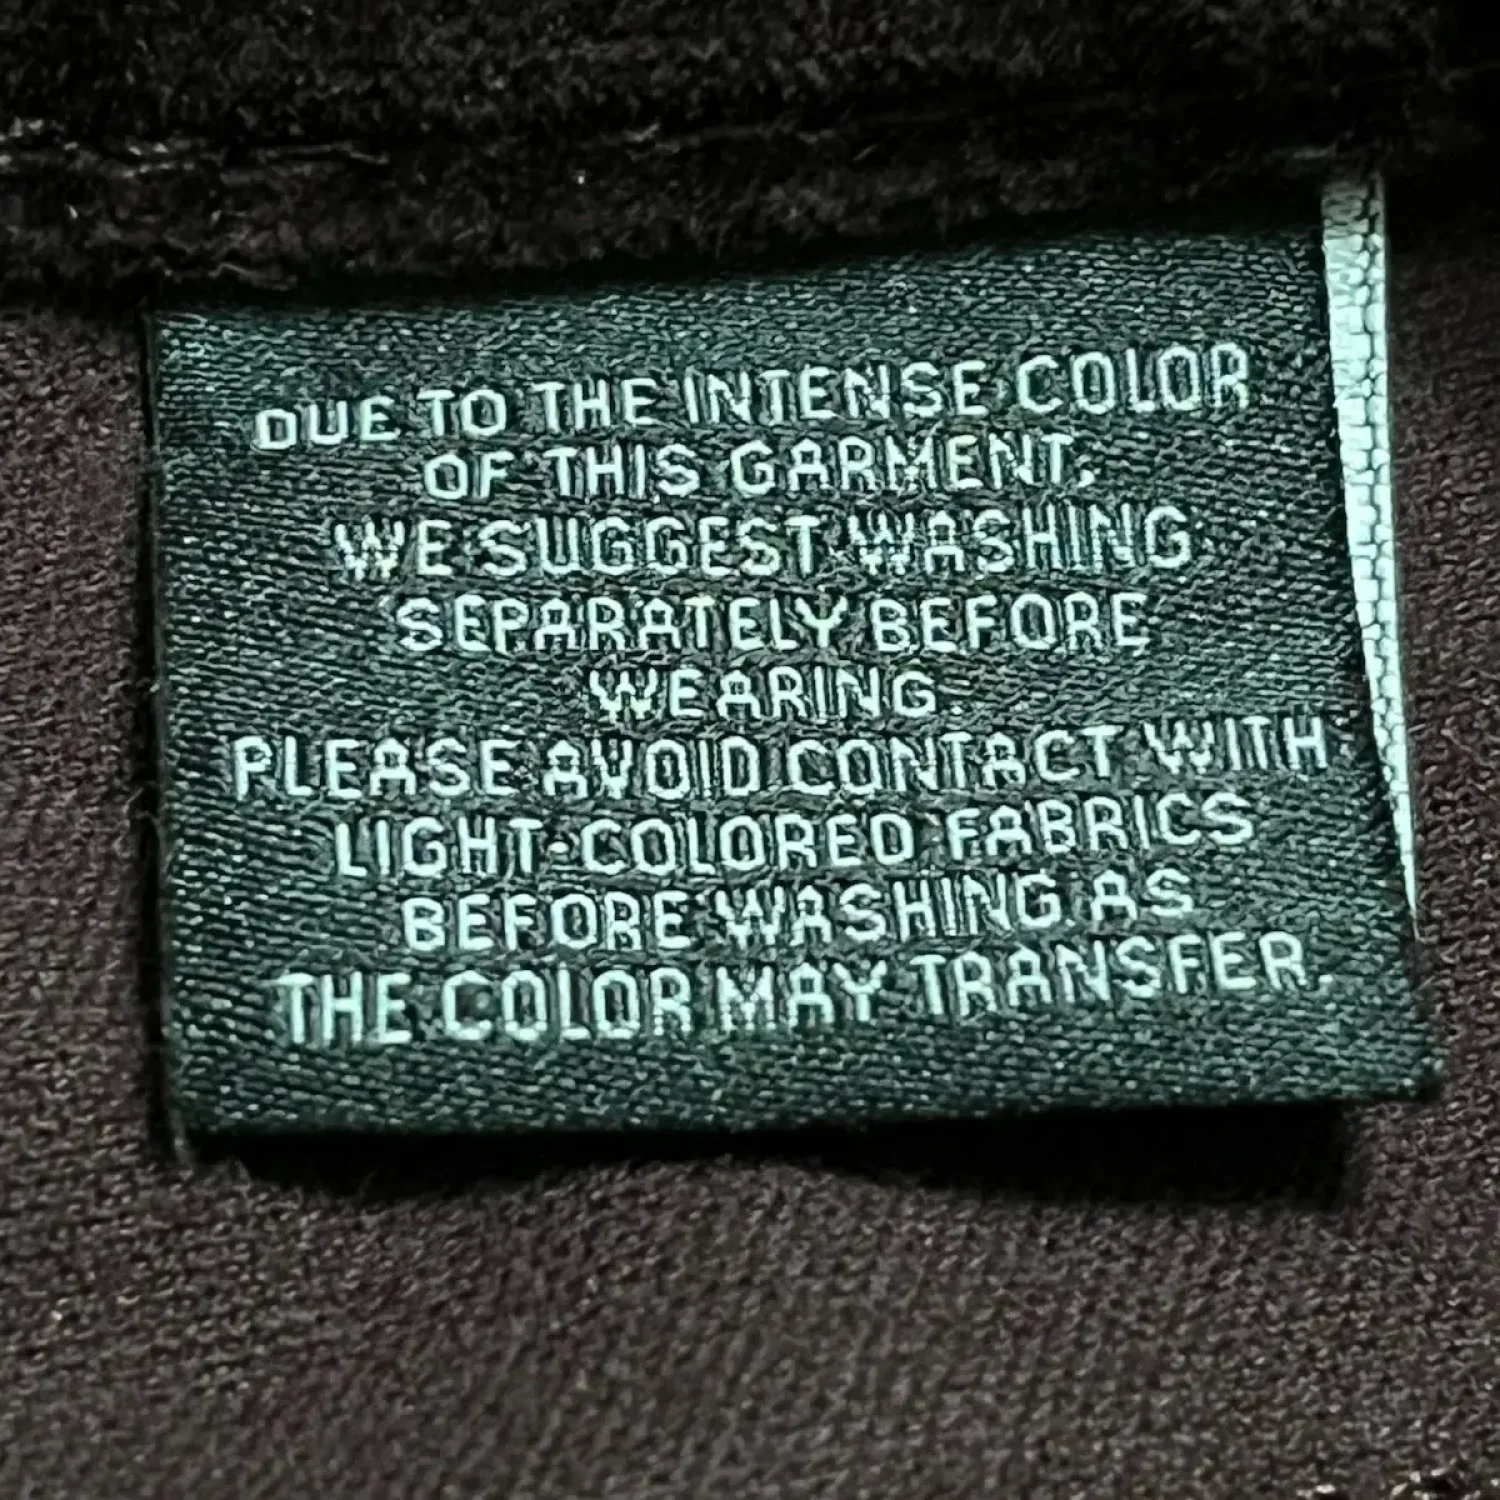 DUE TO THE INTENSE COLOR
OF THIS GARMENT,
WE SUGGEST WASHING
SEPARATELY BEFORE
WEARING.
PLEASE AVOID CONTACT WITH
LIGHT-COLORED FABRICS
BEFORE WASHING AS
THE COLOR MAY TRANSFER.